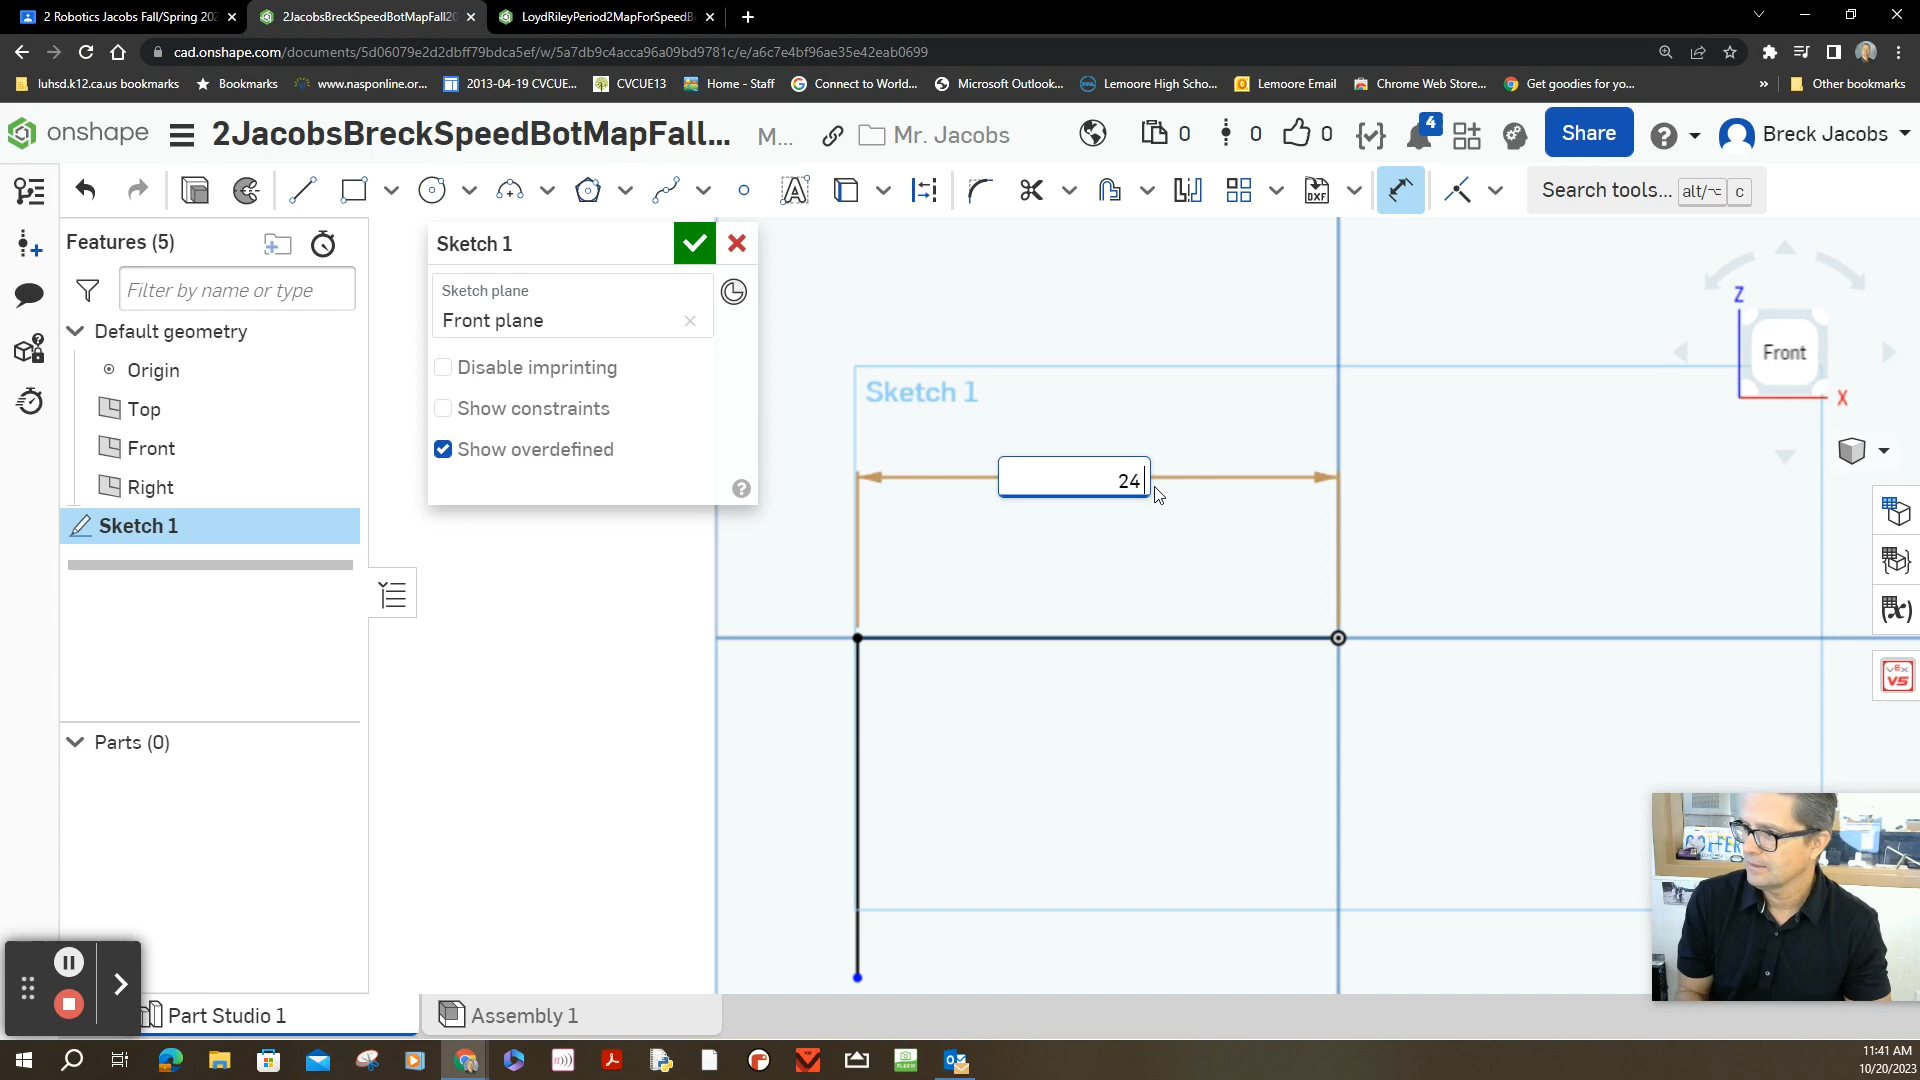 2 Robotics Jacobs Fall/Spring 202
2JacobsBreckSpeedBotMapFall20
LoydRileyPeriod2MapForSpeedB
cad.onshape.com/documents/5d06079e2d2dbff79bdca5ef/w/5a7db9c4acca96a09bd9781c/e/a6c7e4bf96ae35e42eab0699
luhsd.k12.ca.us bookmarks
Bookmarks
www.nasponline.or...
2013-04-19 CVCUE...
CVCUE13
Home - Staff
Connect to World...
Microsoft Outlook...
Lemoore High Scho...
Lemoore Email
Chrome Web Store...
Get goodies for yo...
»
Other bookmarks
onshape
2JacobsBreckSpeedBotMapFall...
M...
Mr. Jacobs
0
0
0
4
Share
Breck Jacobs
Search tools... alt/⌥ c
Features (5)
Filter by name or type
Default geometry
Origin
Top
Front
Right
Sketch 1
Parts (0)
Sketch 1
Sketch plane
Front plane
Disable imprinting
Show constraints
Show overdefined
Sketch 1
24
Z
Front
X
VEX
V5
Part Studio 1
Assembly 1
11:41 AM
10/20/2023